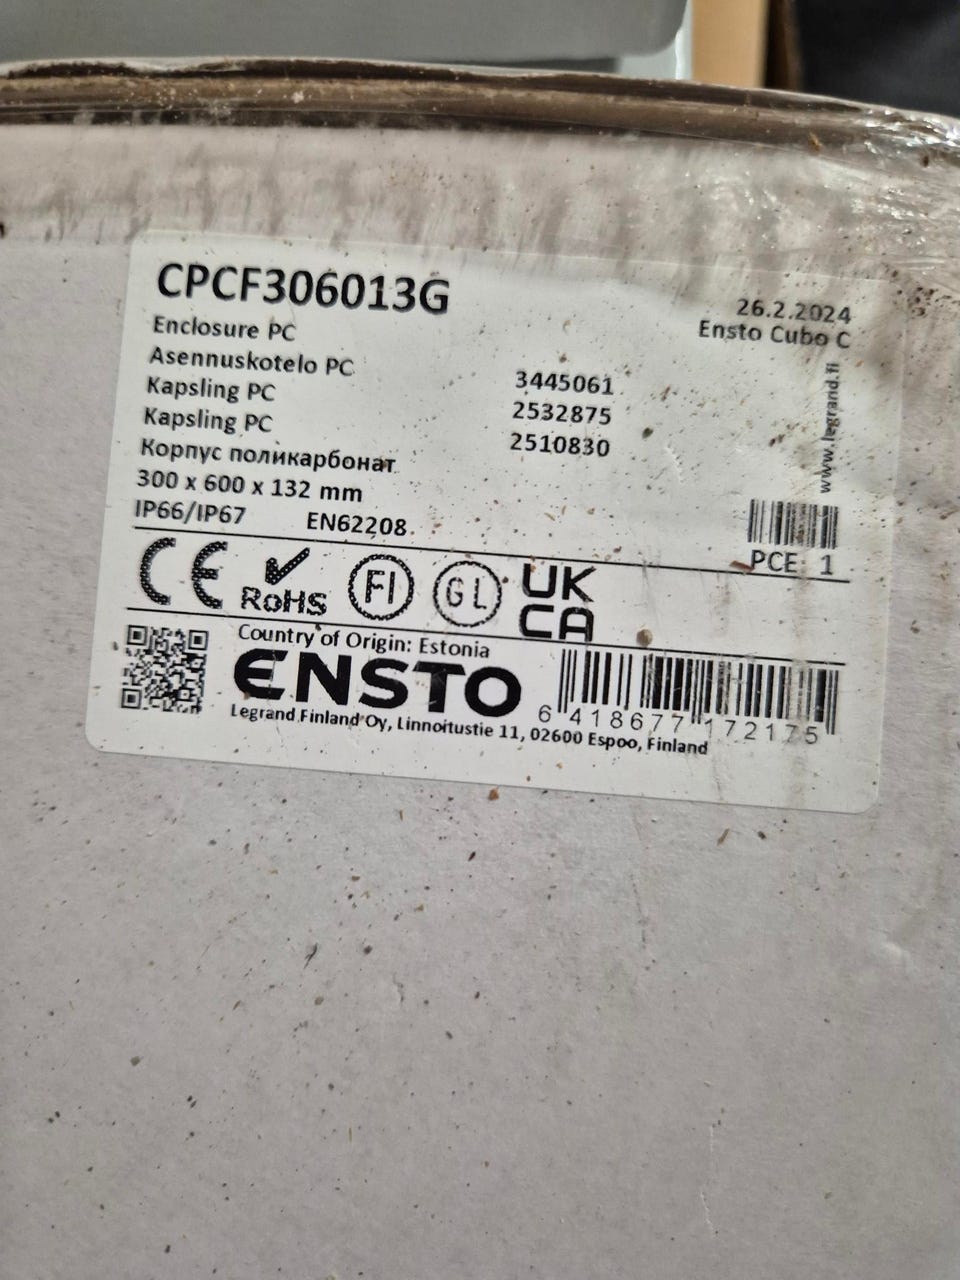 CPCF306013G
26.2.2024
Enclosure PC
Ensto Cubo C
Asennuskotelo PC 3445061
Kapsling PC 2532875
Kapsling PC 2510830
Корпус поликарбонат
300 x 600 x 132 mm
IP66/IP67 EN62208
www.legrand.fi
PCE: 1
CE RoHS FI GL UK CA
Country of Origin: Estonia
ENSTO
6 418677 172175
Legrand Finland Oy, Linnoitustie 11, 02600 Espoo, Finland